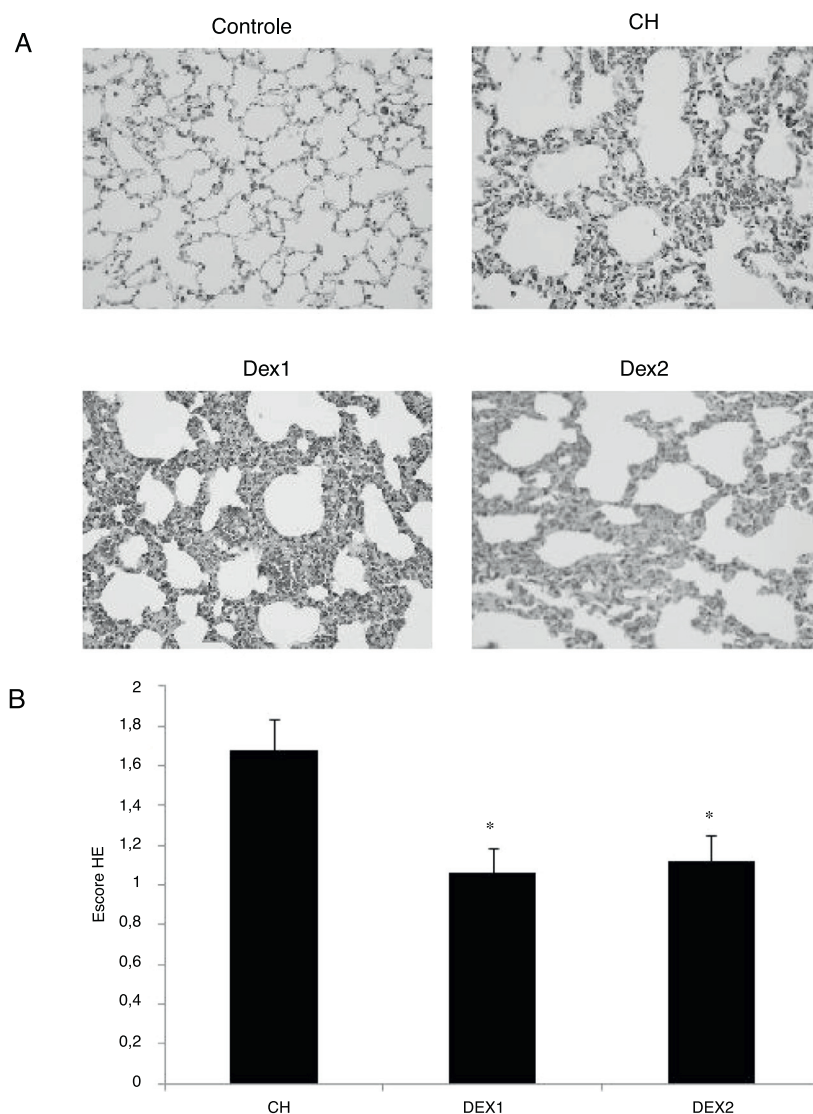 A
Controle
CH
Dex1
Dex2
B
Escore HE
2
1,8
1,6
1,4
1,2
1
0,8
0,6
0,4
0,2
0
*
*
CH
DEX1
DEX2